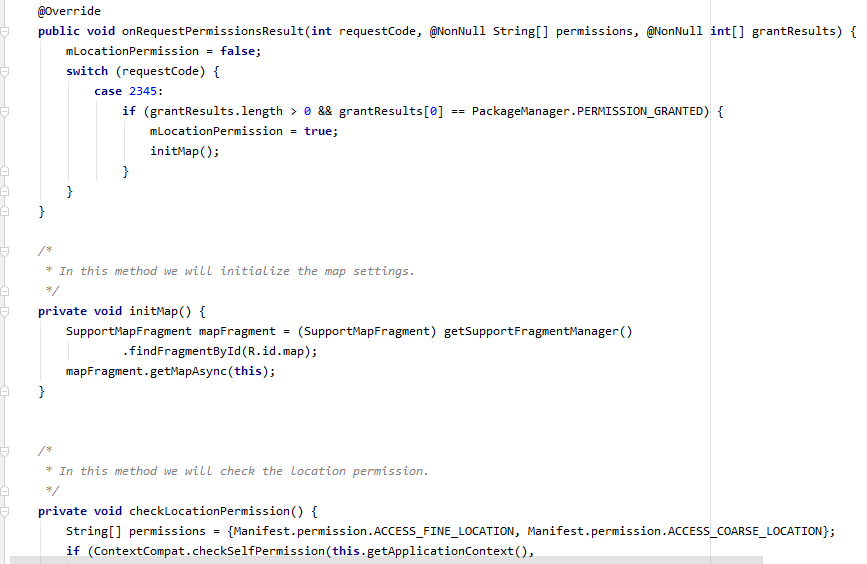 @Override
public void onRequestPermissionsResult(int requestCode, @NonNull String[] permissions, @NonNull int[] grantResults) {
    mLocationPermission = false;
    switch (requestCode) {
        case 2345:
            if (grantResults.length > 0 && grantResults[0] == PackageManager.PERMISSION_GRANTED) {
                mLocationPermission = true;
                initMap();
            }
    }
}

/*
 * In this method we will initialize the map settings.
 */
private void initMap() {
    SupportMapFragment mapFragment = (SupportMapFragment) getSupportFragmentManager()
            .findFragmentById(R.id.map);
    mapFragment.getMapAsync(this);
}


/*
 * In this method we will check the location permission.
 */
private void checkLocationPermission() {
    String[] permissions = {Manifest.permission.ACCESS_FINE_LOCATION, Manifest.permission.ACCESS_COARSE_LOCATION};
    if (ContextCompat.checkSelfPermission(this.getApplicationContext(),